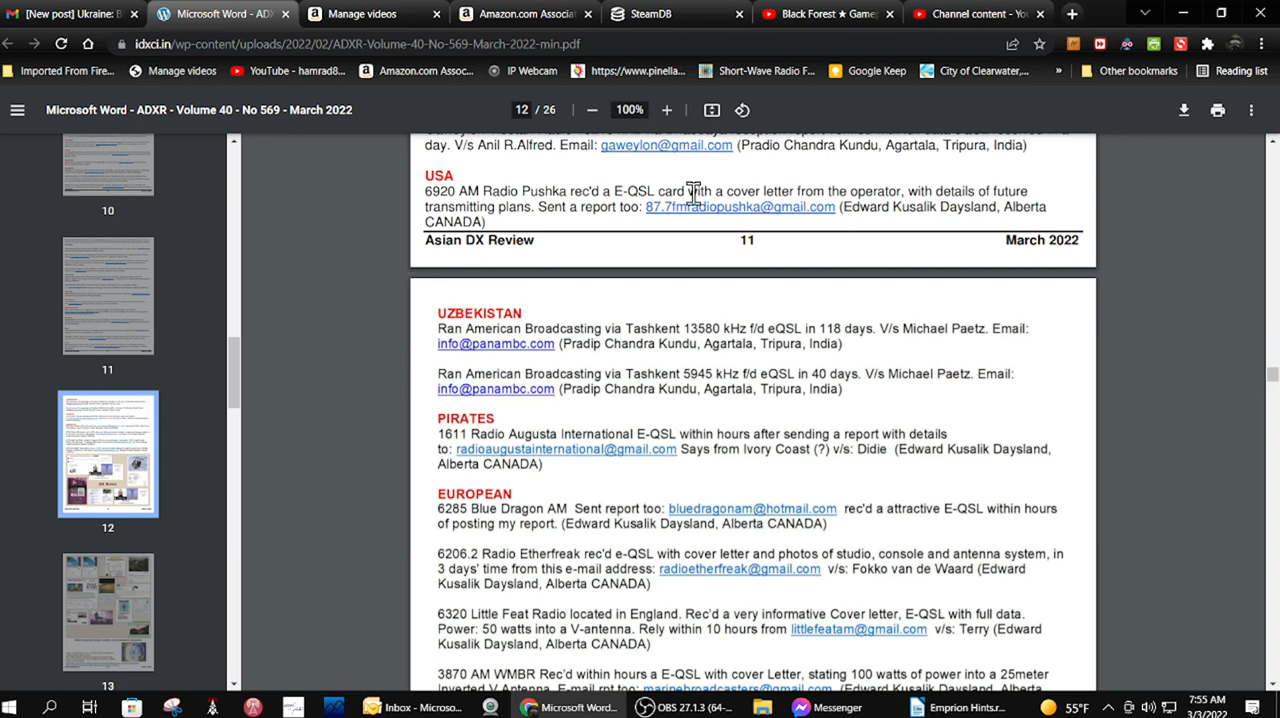 [New post] Ukraine: B
Microsoft Word - ADX
Manage videos
Amazon.com Associat
SteamDB
Black Forest ★ Game
Channel content - Yo
idxci.in/wp-content/uploads/2022/02/ADXR-Volume-40-No-569-March-2022-min.pdf
Imported From Fire...
Manage videos
YouTube - hamrad8...
Amazon.com Assoc...
IP Webcam
https://www.pinella...
Short-Wave Radio F...
Google Keep
City of Clearwater,...
»
Other bookmarks
Reading list
Microsoft Word - ADXR - Volume 40 - No 569 - March 2022
12 / 26
100%
10
11
12
13
day. V/s Anil R.Alfred. Email: gaweylon@gmail.com (Pradio Chandra Kundu, Agartala, Tripura, India)
USA
6920 AM Radio Pushka rec'd a E-QSL card with a cover letter from the operator, with details of future
transmitting plans. Sent a report too: 87.7fmradiopushka@gmail.com (Edward Kusalik Daysland, Alberta
CANADA)
Asian DX Review 11 March 2022
UZBEKISTAN
Ran American Broadcasting via Tashkent 13580 kHz f/d eQSL in 118 days. V/s Michael Paetz. Email:
info@panambc.com (Pradip Chandra Kundu, Agartala, Tripura, India)
Ran American Broadcasting via Tashkent 5945 kHz f/d eQSL in 40 days. V/s Michael Paetz. Email:
info@panambc.com (Pradip Chandra Kundu, Agartala, Tripura, India)
PIRATES
1611 Radio Augusta International E-QSL within hours after sending a report with details
to: radioaugustainternational@gmail.com Says from Ivory Coast (?) v/s: Didie (Edward Kusalik Daysland,
Alberta CANADA)
EUROPEAN
6285 Blue Dragon AM Sent report too: bluedragonam@hotmail.com rec'd a attractive E-QSL within hours
of posting my report. (Edward Kusalik Daysland, Alberta CANADA)
6206.2 Radio Etherfreak rec'd e-QSL with cover letter and photos of studio, console and antenna system, in
3 days' time from this e-mail address: radioetherfreak@gmail.com v/s: Fokko van de Waard (Edward
Kusalik Daysland, Alberta CANADA)
6320 Little Feat Radio located in England. Rec'd a very informative Cover letter, E-QSL with full data.
Power: 50 watts into a V-antenna. Rely within 10 hours from littlefeatam@gmail.com v/s: Terry (Edward
Kusalik Daysland, Alberta CANADA)
3870 AM WMBR Rec'd within hours a E-QSL with cover Letter, stating 100 watts of power into a 25meter
Inverted V Antenna. E-mail rpt too: marinebroadcasters@gmail.com
Inbox - Microso...
Microsoft Word...
OBS 27.1.3 (64-...
Messenger
Emprion Hints.r...
55°F
7:55 AM